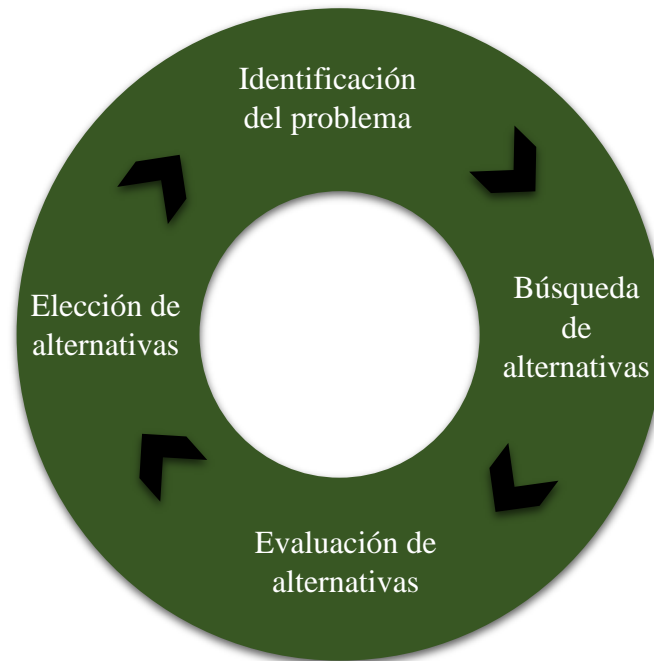 Identificación
del problema
Búsqueda
de
alternativas
Evaluación de
alternativas
Elección de
alternativas